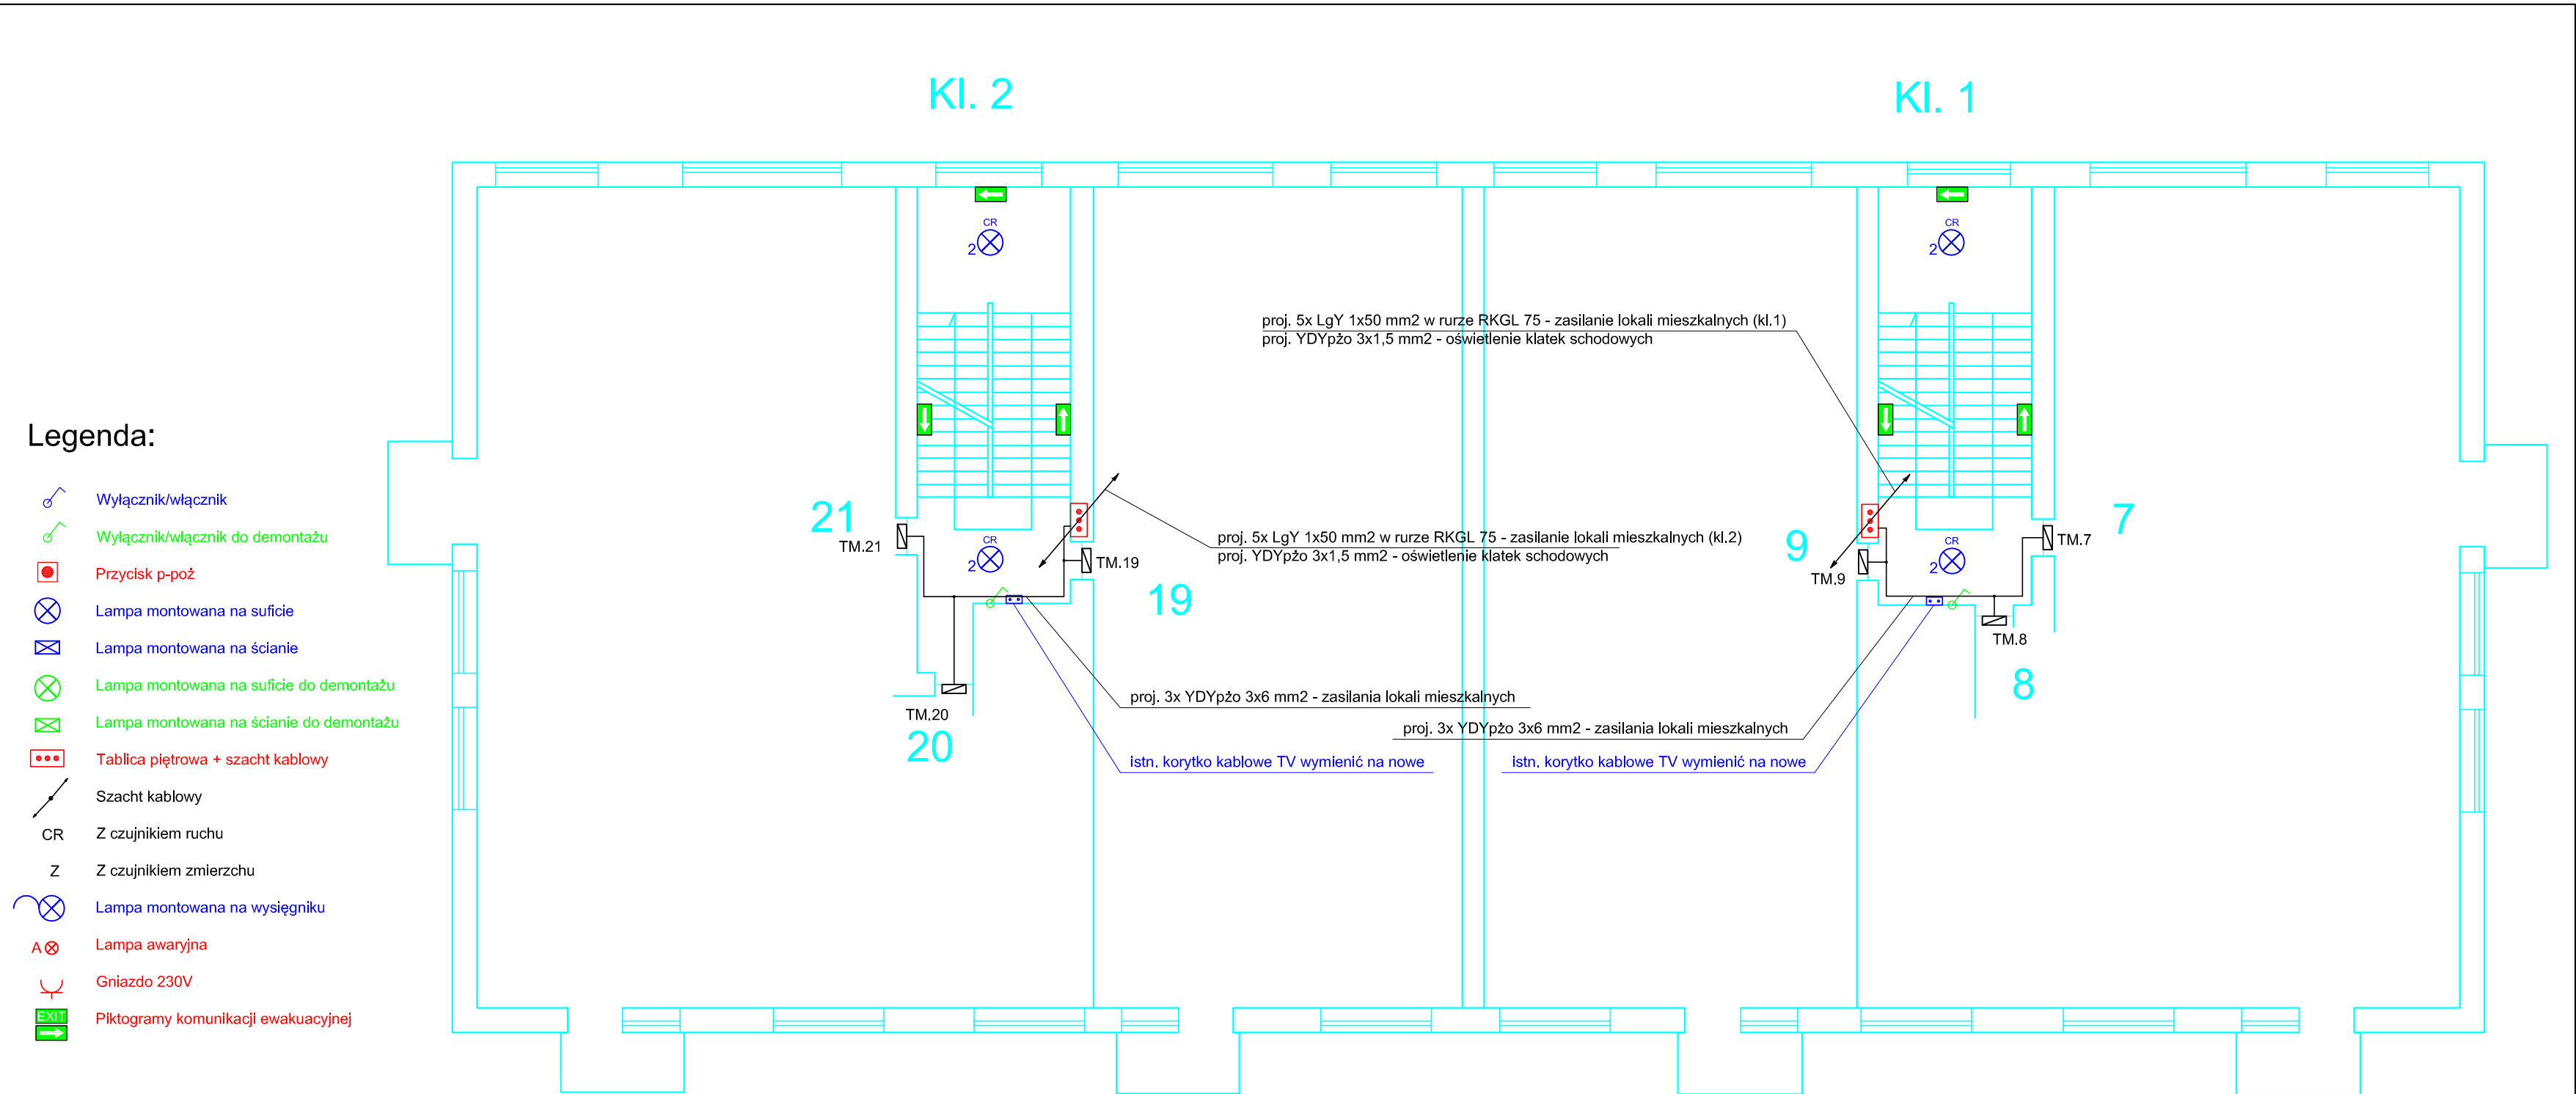 Kl. 2
Kl. 1
CR
2
CR
2
proj. 5x LgY 1x50 mm2 w rurze RKGL 75 - zasilanie lokali mieszkalnych (kl.1)
proj. YDYpżo 3x1,5 mm2 - oświetlenie klatek schodowych
21
TM.21
CR
2
TM.19
19
proj. 5x LgY 1x50 mm2 w rurze RKGL 75 - zasilanie lokali mieszkalnych (kl.2)
proj. YDYpżo 3x1,5 mm2 - oświetlenie klatek schodowych
9
TM.9
CR
2
7
TM.7
TM.8
8
TM.20
20
proj. 3x YDYpżo 3x6 mm2 - zasilania lokali mieszkalnych
proj. 3x YDYpżo 3x6 mm2 - zasilania lokali mieszkalnych
istn. korytko kablowe TV wymienić na nowe
istn. korytko kablowe TV wymienić na nowe
Legenda:
Wyłącznik/włącznik
Wyłącznik/włącznik do demontażu
Przycisk p-poż
Lampa montowana na suficie
Lampa montowana na ścianie
Lampa montowana na suficie do demontażu
Lampa montowana na ścianie do demontażu
Tablica piętrowa + szacht kablowy
Szacht kablowy
CR Z czujnikiem ruchu
Z Z czujnikiem zmierzchu
Lampa montowana na wysięgniku
A Lampa awaryjna
Gniazdo 230V
EXIT Piktogramy komunikacji ewakuacyjnej